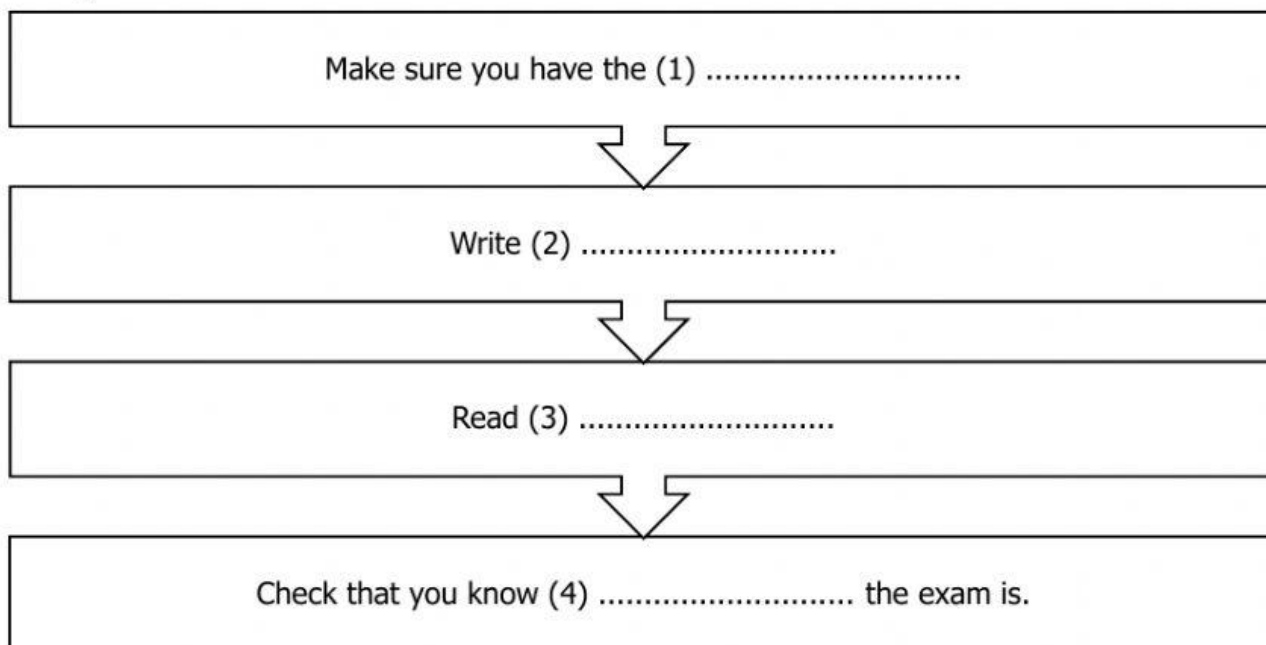 Make sure you have the (1) ............................
Write (2) ............................
Read (3) ............................
Check that you know (4) ............................ the exam is.